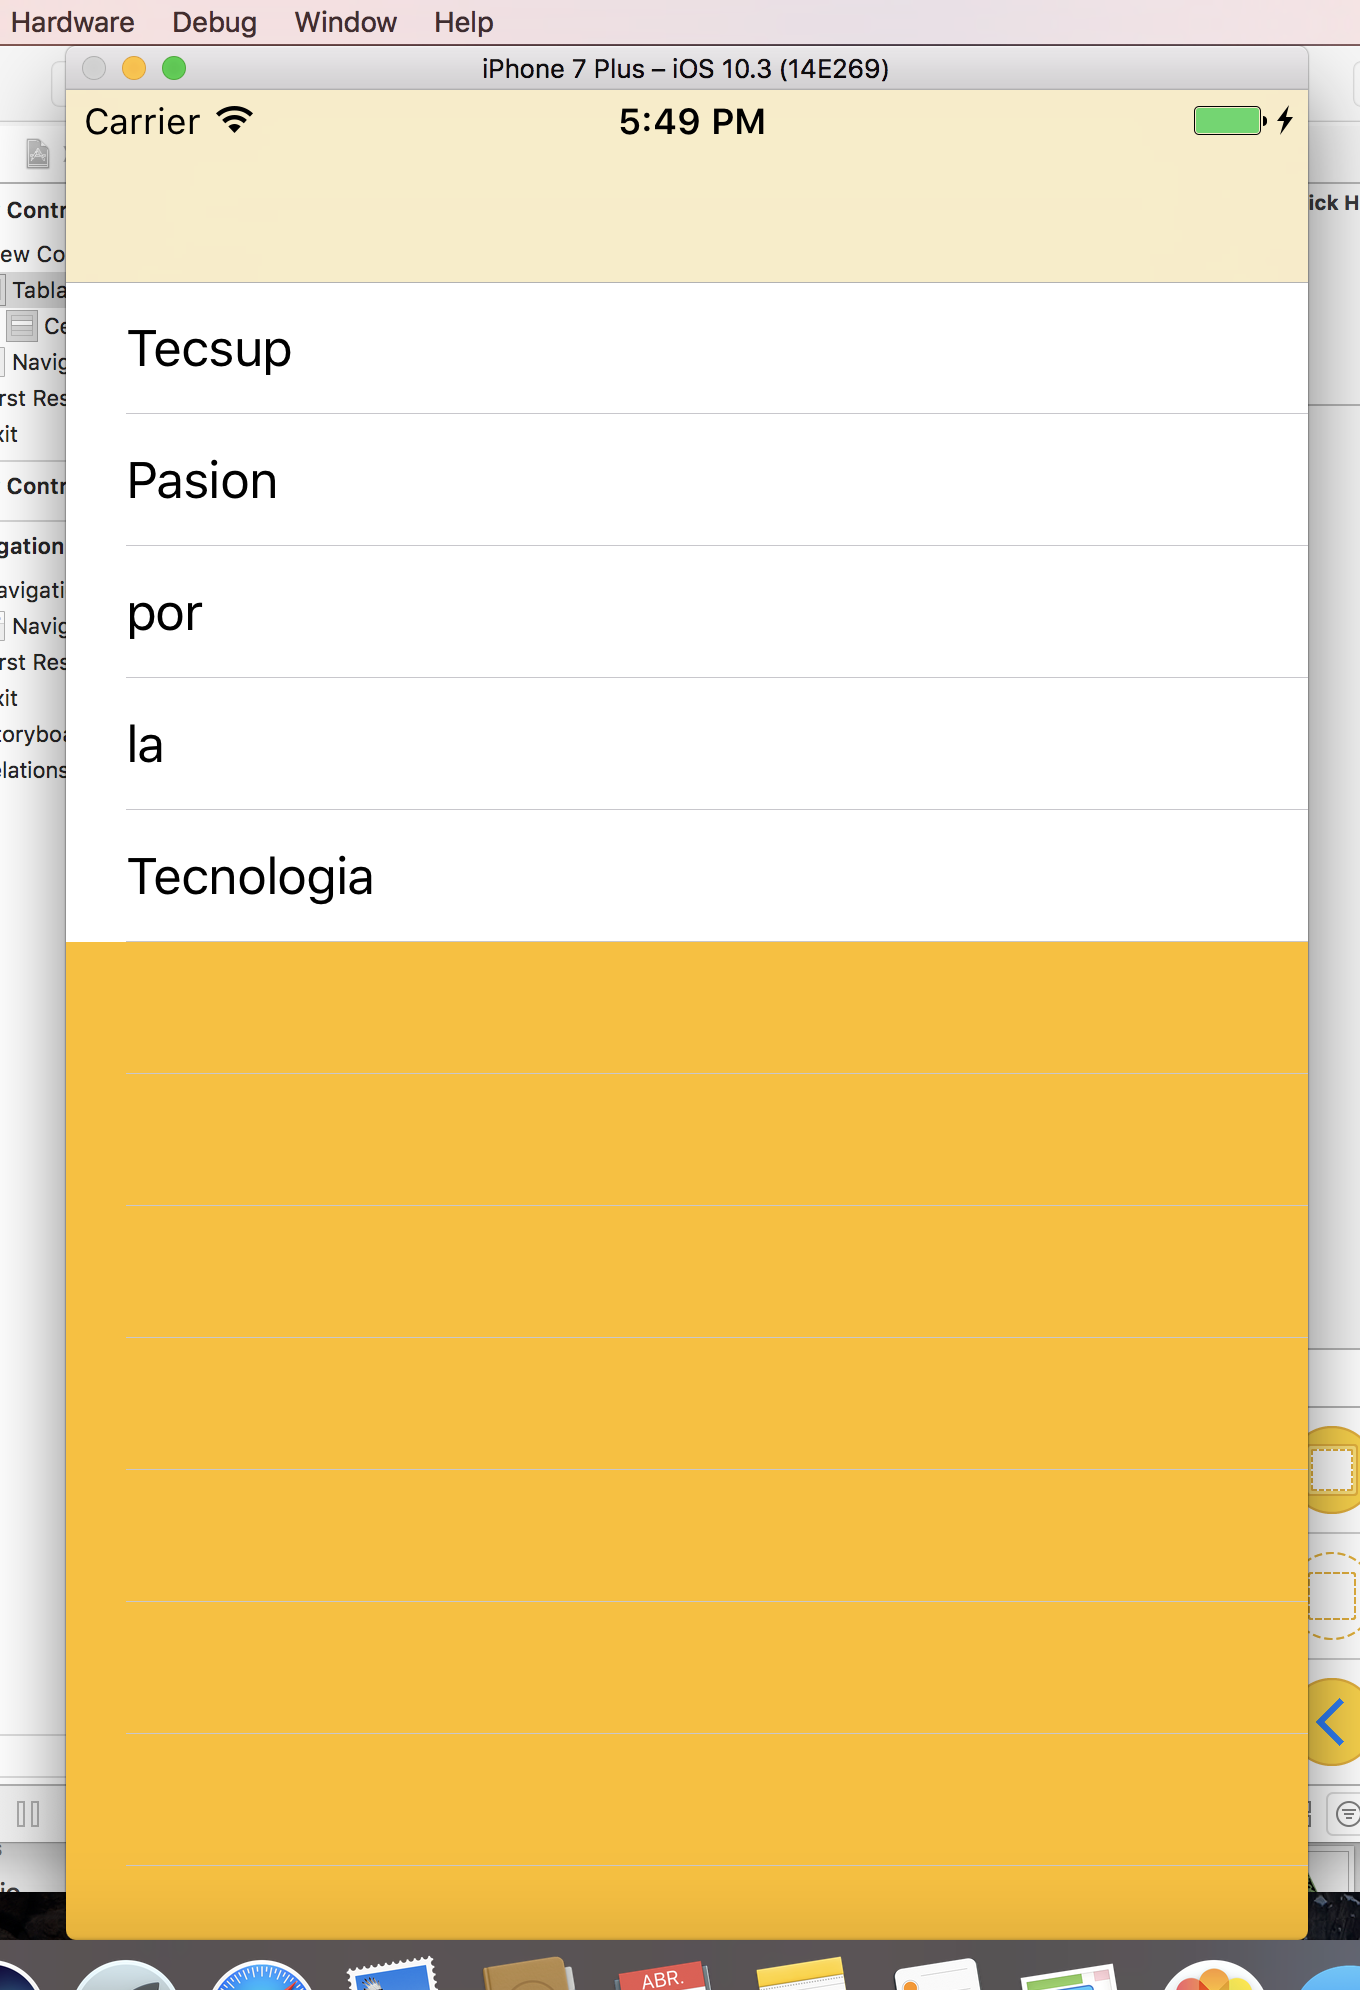 Hardware Debug Window Help
iPhone 7 Plus – iOS 10.3 (14E269)
Carrier 5:49 PM
Contr
ew Co
Tabla
Ce
Navig
rst Res
xit
Contr
gation
avigati
Navig
rst Res
xit
toryboa
elations
ick H
Tecsup
Pasion
por
la
Tecnologia
ABR.